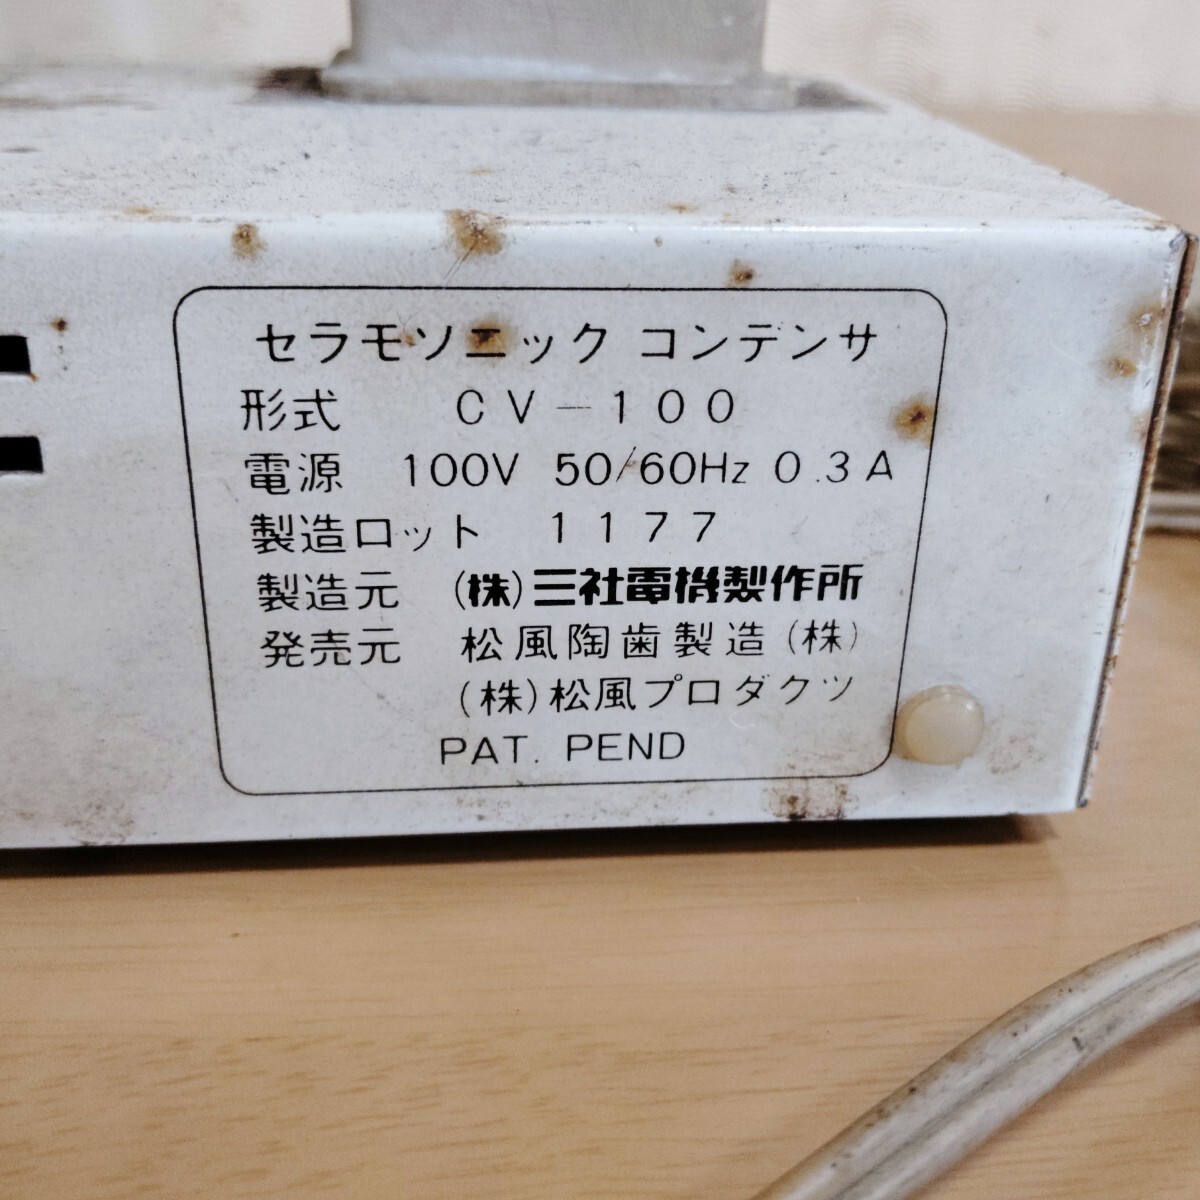 セラモソニック コンデンサ
形式 CV-100
電源 100V 50/60Hz 0.3A
製造ロット 1177
製造元 (株)三社電機製作所
発売元 松風陶歯製造(株)
(株)松風プロダクツ
PAT. PEND